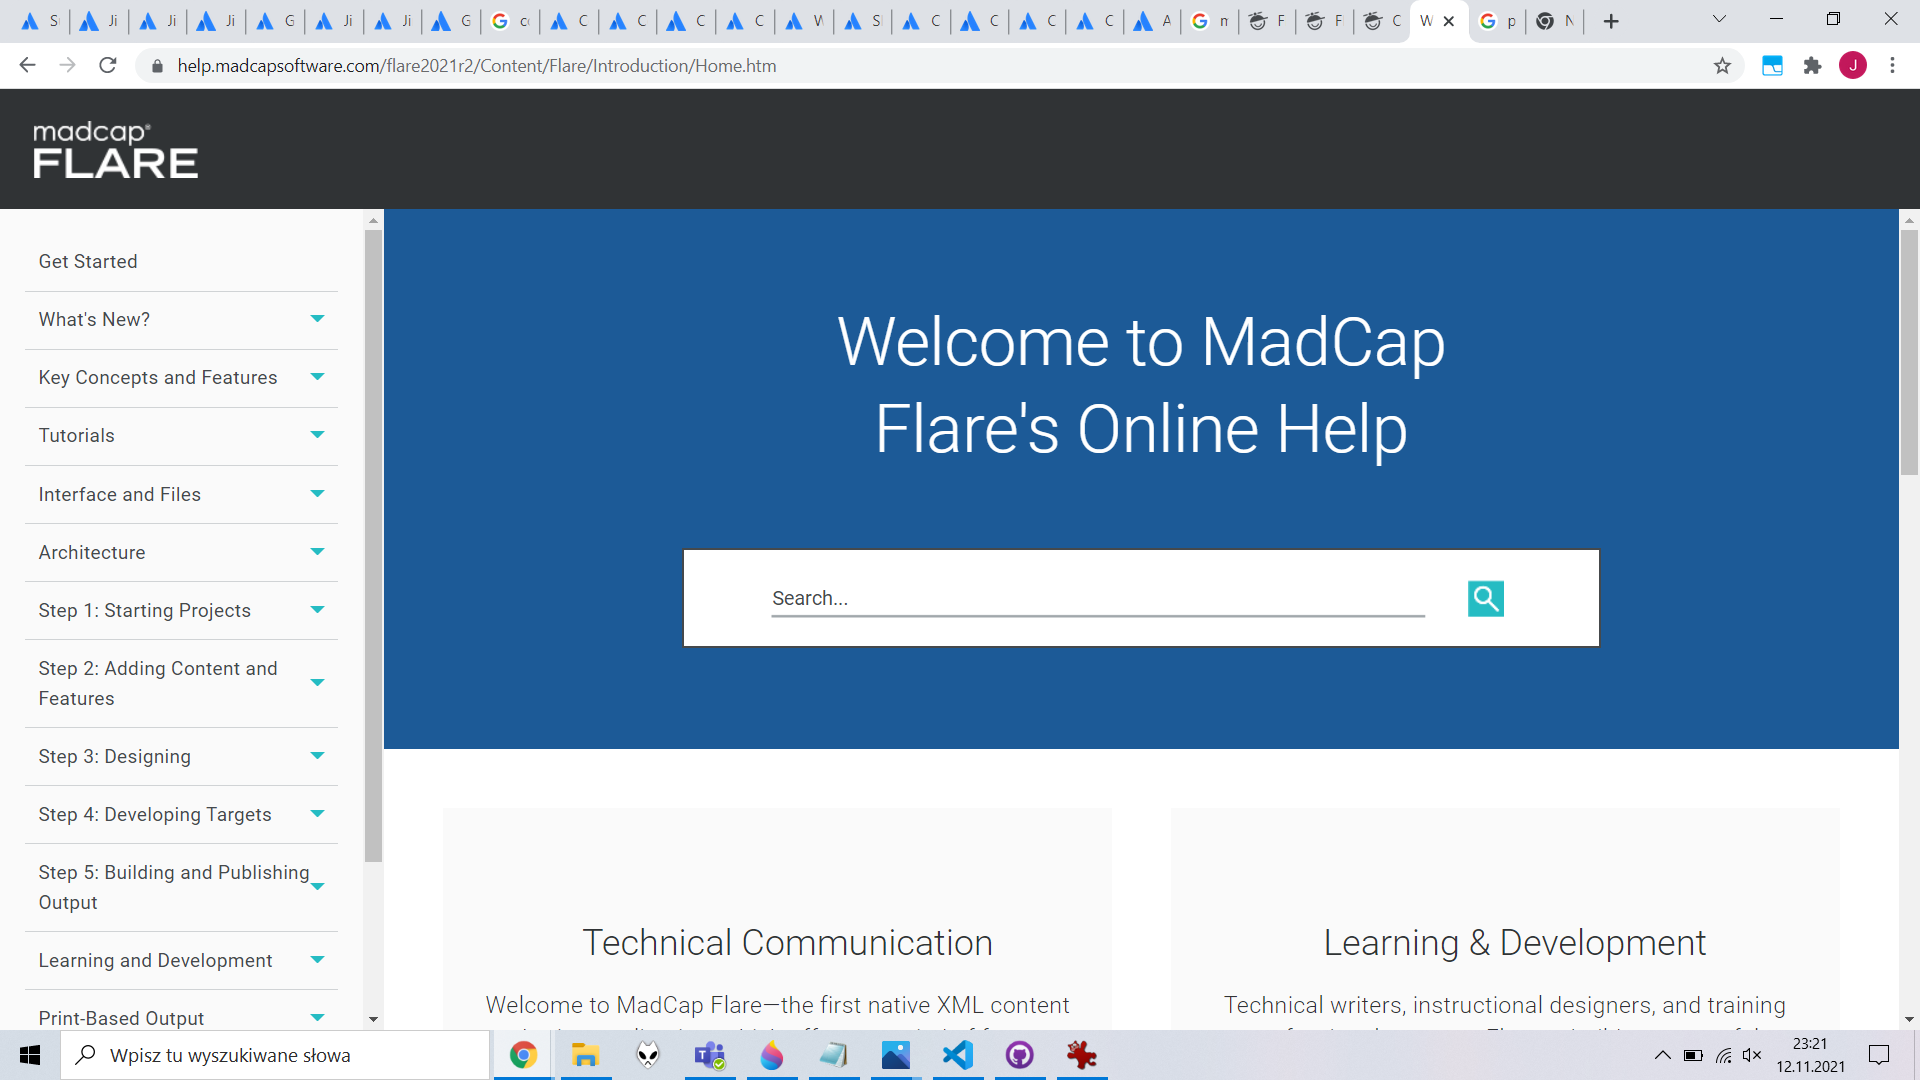 S
Ji
Ji
Ji
G
Ji
Ji
G
C
C
C
C
W
C
C
C
C
A
F
F
C
W
p
help.madcapsoftware.com/flare2021r2/Content/Flare/Introduction/Home.htm
J
madcap®
FLARE
Get Started
What's New?
Key Concepts and Features
Tutorials
Interface and Files
Architecture
Step 1: Starting Projects
Step 2: Adding Content and
Features
Step 3: Designing
Step 4: Developing Targets
Step 5: Building and Publishing
Output
Learning and Development
Print-Based Output
Welcome to MadCap
Flare's Online Help
Search...
Technical Communication
Welcome to MadCap Flare—the first native XML content
Learning & Development
Technical writers, instructional designers, and training
Wpisz tu wyszukiwane słowa
23:21
12.11.2021